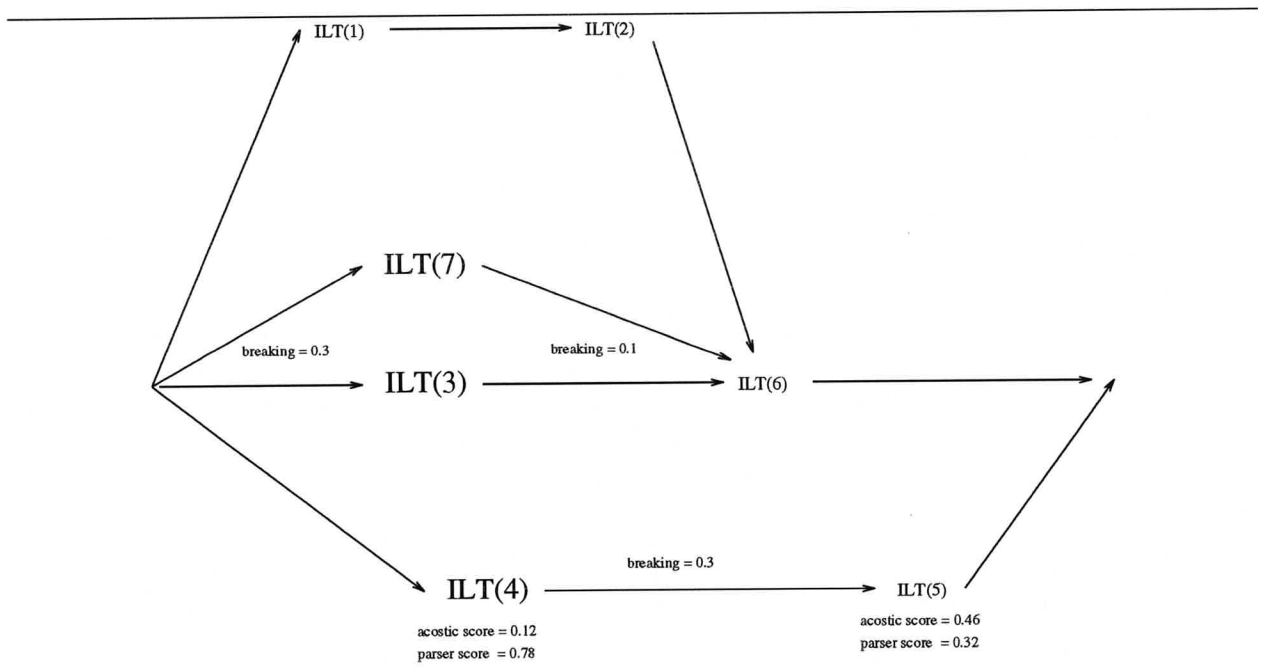 ILT(1)
ILT(2)
ILT(7)
breaking = 0.3
breaking = 0.1
ILT(3)
ILT(6)
breaking = 0.3
ILT(4)
ILT(5)
acostic score = 0.12
parser score = 0.78
acostic score = 0.46
parser score = 0.32